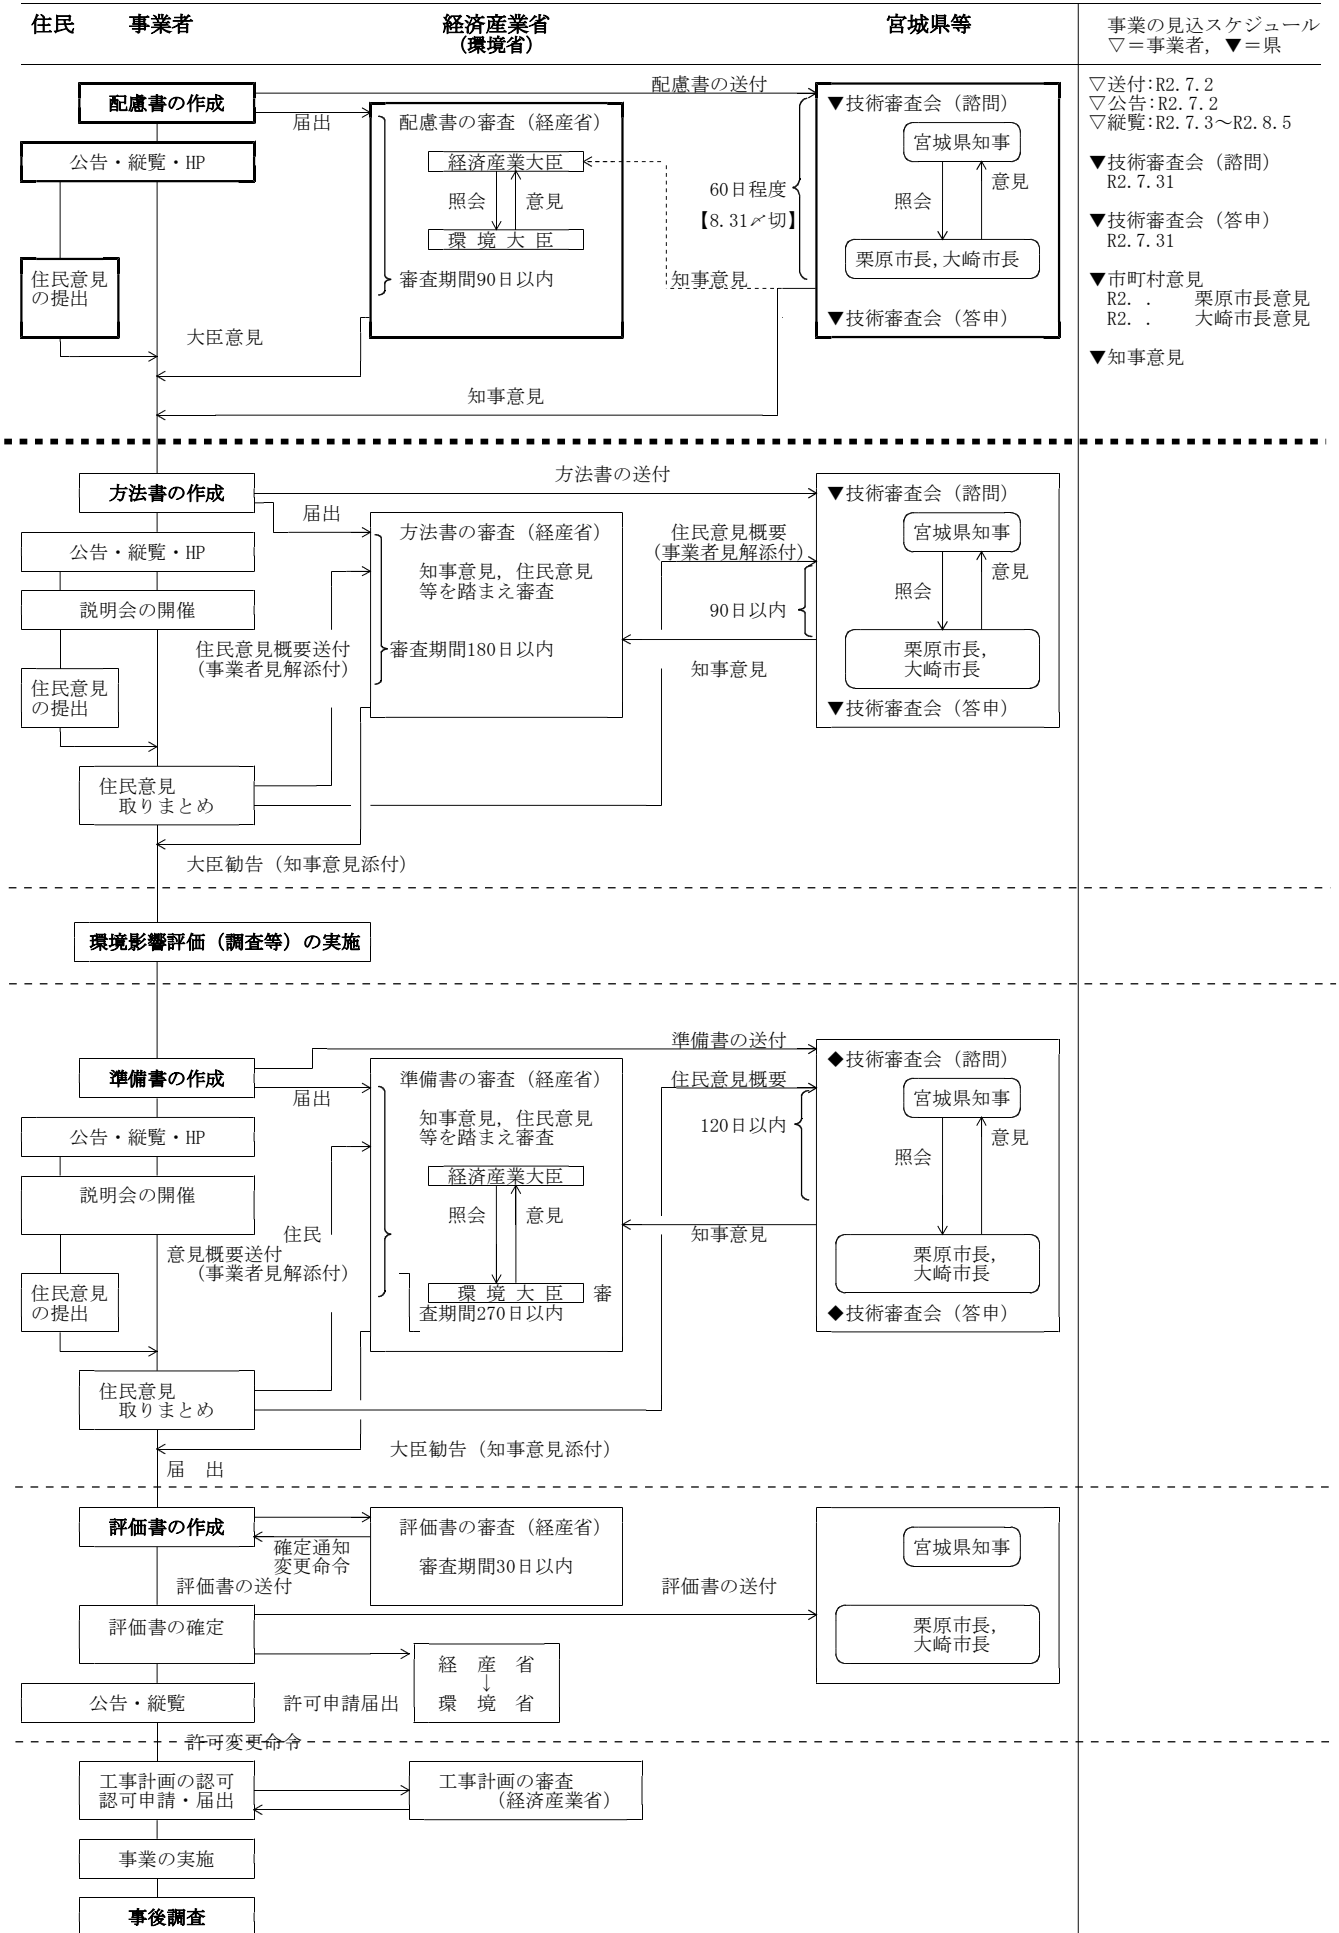 住民
事業者
経済産業省
(環境省)
宮城県等
事業の見込スケジュール
▽＝事業者，▼＝県
配慮書の作成
配慮書の送付
届出
公告・縦覧・HP
配慮書の審査（経産省）
経済産業大臣
照会
意見
環 境 大 臣
審査期間90日以内
住民意見
の提出
大臣意見
知事意見
知事意見
60日程度
【8.31〆切】
▼技術審査会（諮問）
宮城県知事
照会
意見
栗原市長，大崎市長
▼技術審査会（答申）
▽送付：R2.7.2
▽公告：R2.7.2
▽縦覧：R2.7.3～R2.8.5
▼技術審査会（諮問）
R2.7.31
▼技術審査会（答申）
R2.7.31
▼市町村意見
R2. . 栗原市長意見
R2. . 大崎市長意見
▼知事意見
方法書の作成
方法書の送付
届出
公告・縦覧・HP
説明会の開催
方法書の審査（経産省）
知事意見，住民意見
等を踏まえ審査
審査期間180日以内
住民意見概要送付
(事業者見解添付)
住民意見
の提出
住民意見
取りまとめ
大臣勧告（知事意見添付）
住民意見概要
(事業者見解添付)
90日以内
知事意見
▼技術審査会（諮問）
宮城県知事
照会
意見
栗原市長，
大崎市長
▼技術審査会（答申）
環境影響評価（調査等）の実施
準備書の作成
準備書の送付
届出
公告・縦覧・HP
説明会の開催
準備書の審査（経産省）
知事意見，住民意見
等を踏まえ審査
経済産業大臣
照会
意見
環 境 大 臣 審
査期間270日以内
住民
意見概要送付
(事業者見解添付)
住民意見
の提出
住民意見
取りまとめ
大臣勧告（知事意見添付）
届 出
住民意見概要
120日以内
知事意見
◆技術審査会（諮問）
宮城県知事
照会
意見
栗原市長，
大崎市長
◆技術審査会（答申）
評価書の作成
確定通知
変更命令
評価書の審査（経産省）
審査期間30日以内
評価書の送付
評価書の送付
宮城県知事
栗原市長，
大崎市長
評価書の確定
経 産 省
↓
環 境 省
公告・縦覧
許可申請届出
許可変更命令
工事計画の認可
認可申請・届出
工事計画の審査
（経済産業省）
事業の実施
事後調査